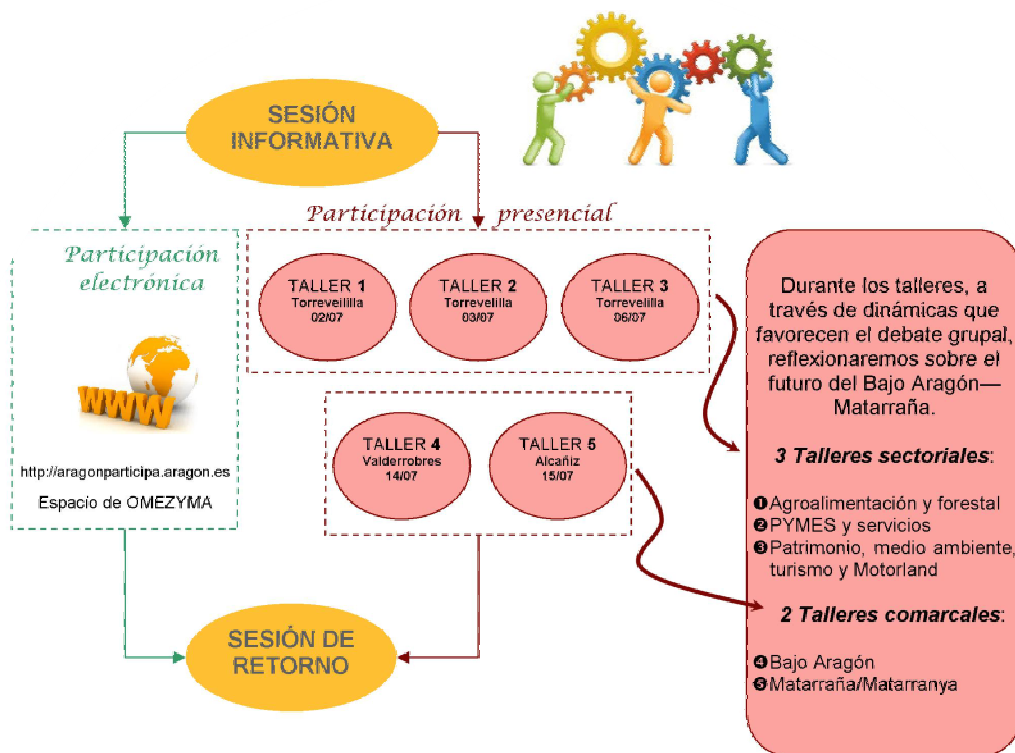 SESIÓN
INFORMATIVA
Participación presencial
Participación
electrónica
TALLER 1
Torreveililla
02/07
TALLER 2
Torrevelilla
03/07
TALLER 3
Torrevelilla
06/07
WWW
http://aragonparticipa.aragon.es
Espacio de OMEZYMA
TALLER 4
Valderrobres
14/07
TALLER 5
Alcañiz
15/07
SESIÓN DE
RETORNO
Durante los talleres, a
través de dinámicas que
favorecen el debate grupal,
reflexionaremos sobre el
futuro del Bajo Aragón—
Matarraña.
3 Talleres sectoriales:
❶Agroalimentación y forestal
❷PYMES y servicios
❸Patrimonio, medio ambiente,
turismo y Motorland
2 Talleres comarcales:
❹Bajo Aragón
❺Matarraña/Matarranya